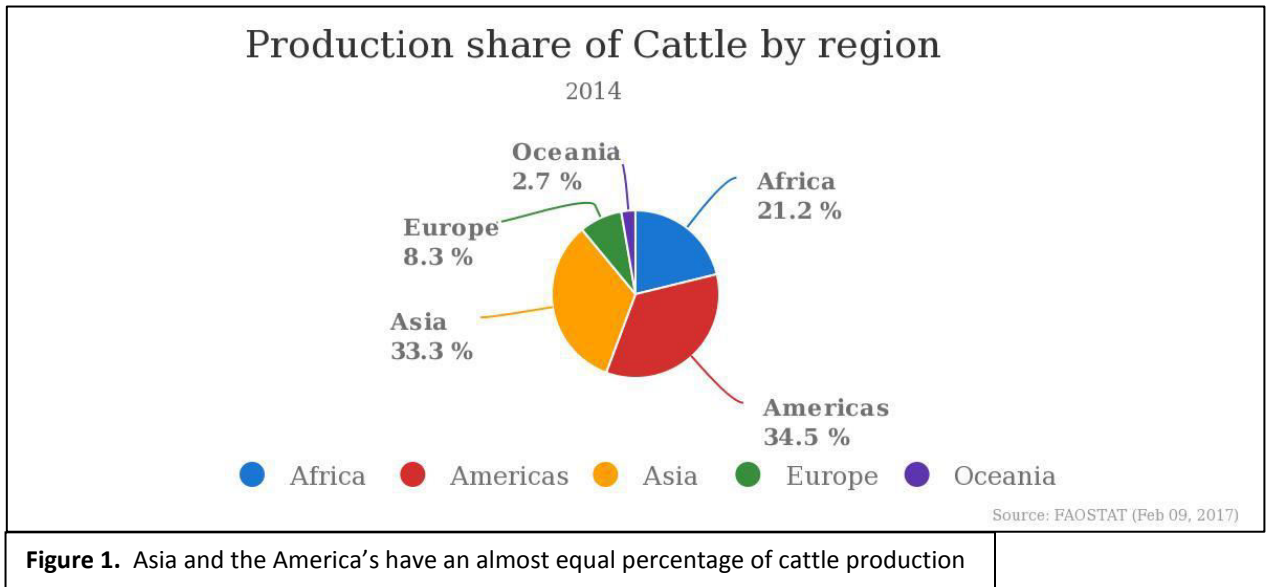 Production share of Cattle by region
2014
Oceania
2.7 %
Africa
21.2 %
Europe
8.3 %
Asia
33.3 %
Americas
34.5 %
Africa Americas Asia Europe Oceania
Source: FAOSTAT (Feb 09, 2017)
Figure 1. Asia and the America’s have an almost equal percentage of cattle production